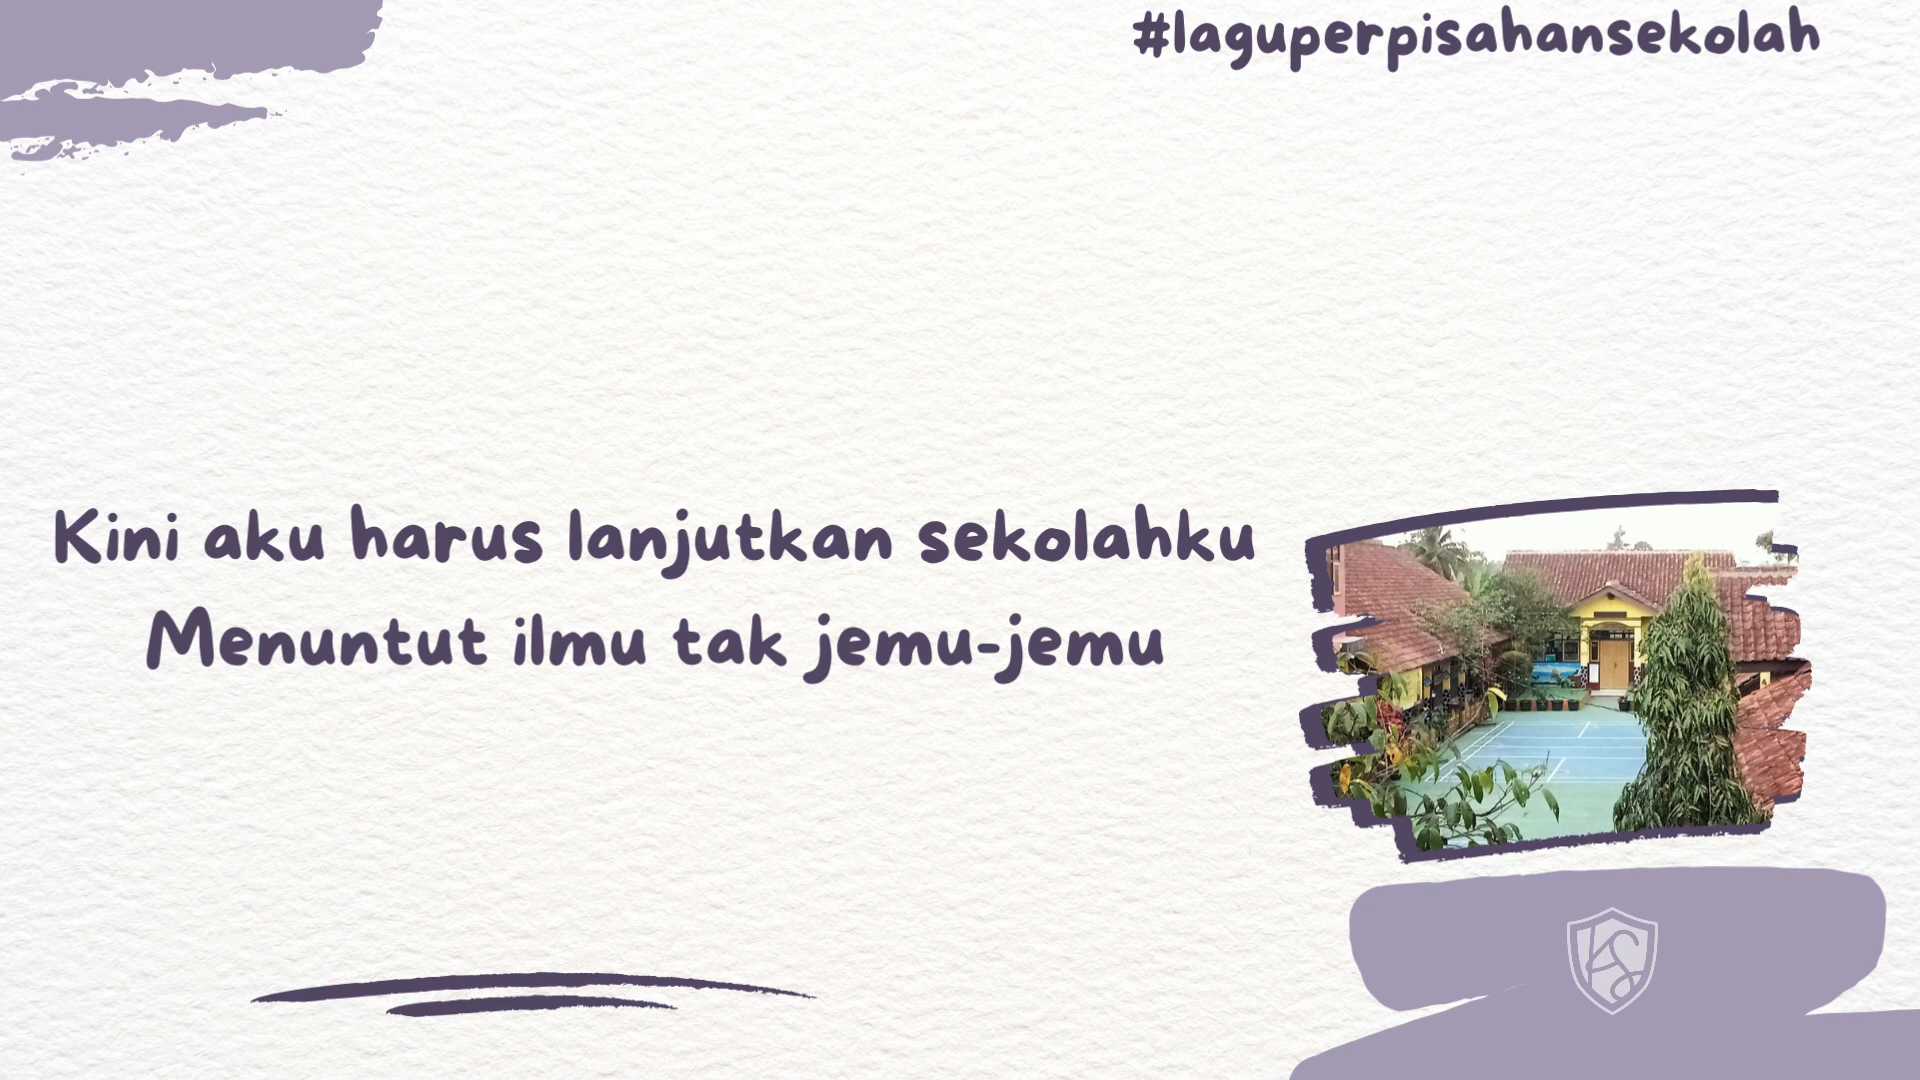 #laguperpisahansekolah
Kini aku harus lanjutkan sekolahku
Menuntut ilmu tak jemu-jemu